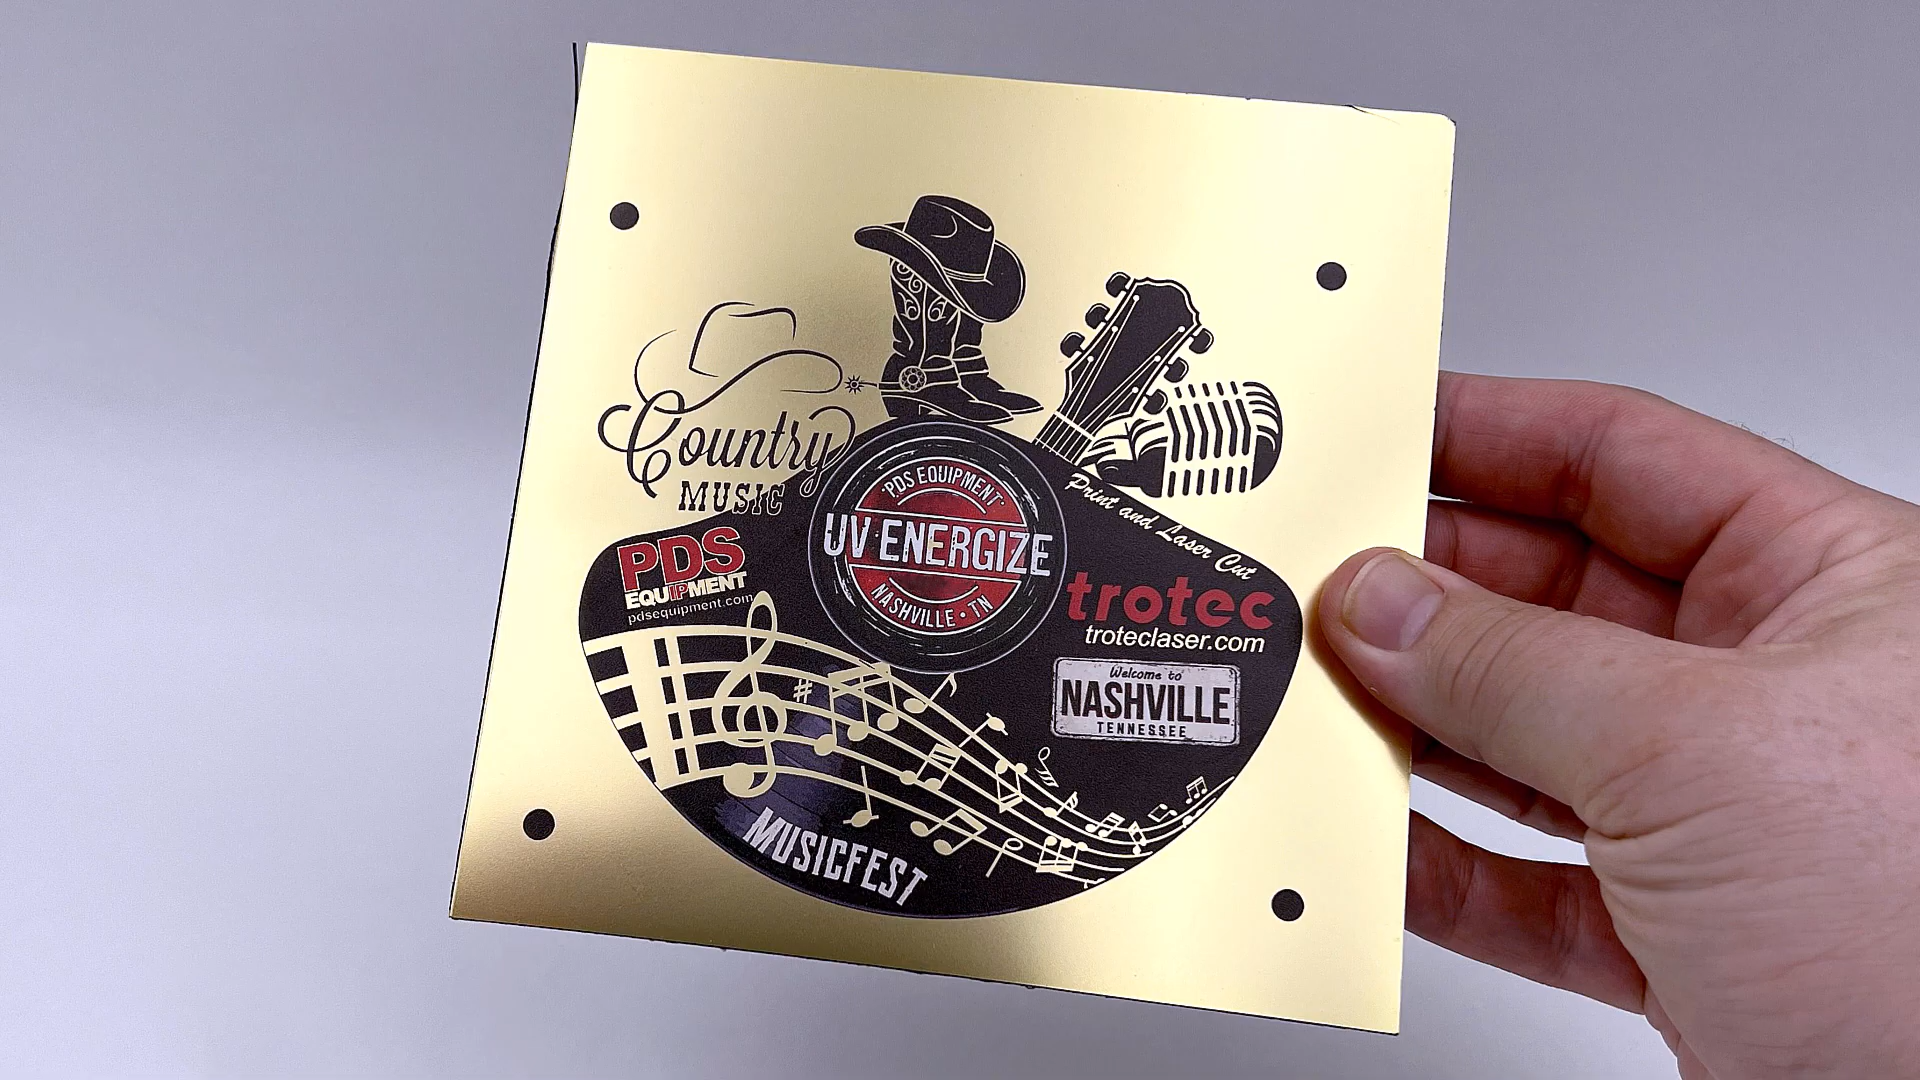 Country
MUSIC
PDS
EQUIPMENT
pdsequipment.com
PDS EQUIPMENT
UV ENERGIZE
NASHVILLE • TN
Print and Laser Cut
trotec
troteclaser.com
Welcome to
NASHVILLE
TENNESSEE
MUSICFEST